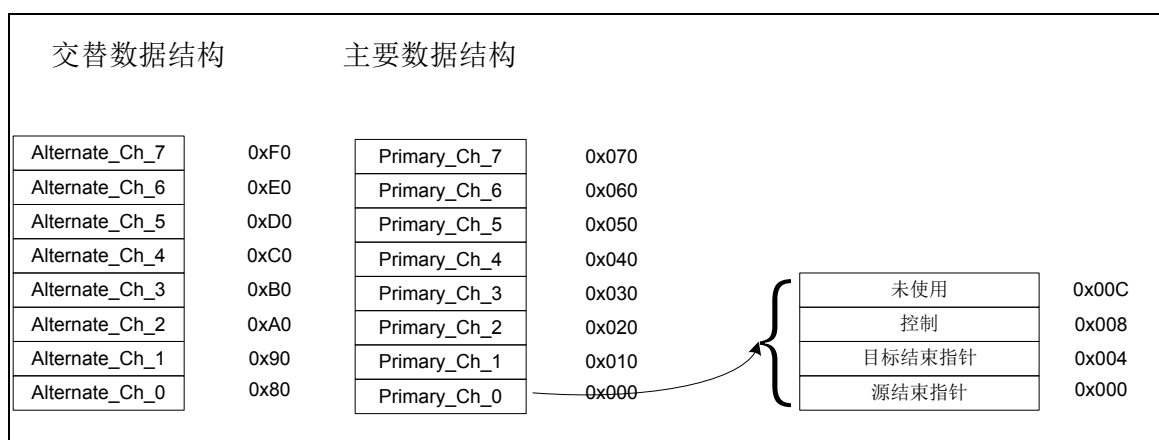 交替数据结构 主要数据结构
Alternate_Ch_7 0xF0 Primary_Ch_7 0x070
Alternate_Ch_6 0xE0 Primary_Ch_6 0x060
Alternate_Ch_5 0xD0 Primary_Ch_5 0x050
Alternate_Ch_4 0xC0 Primary_Ch_4 0x040
Alternate_Ch_3 0xB0 Primary_Ch_3 0x030 未使用 0x00C
Alternate_Ch_2 0xA0 Primary_Ch_2 0x020 控制 0x008
Alternate_Ch_1 0x90 Primary_Ch_1 0x010 目标结束指针 0x004
Alternate_Ch_0 0x80 Primary_Ch_0 0x000 源结束指针 0x000